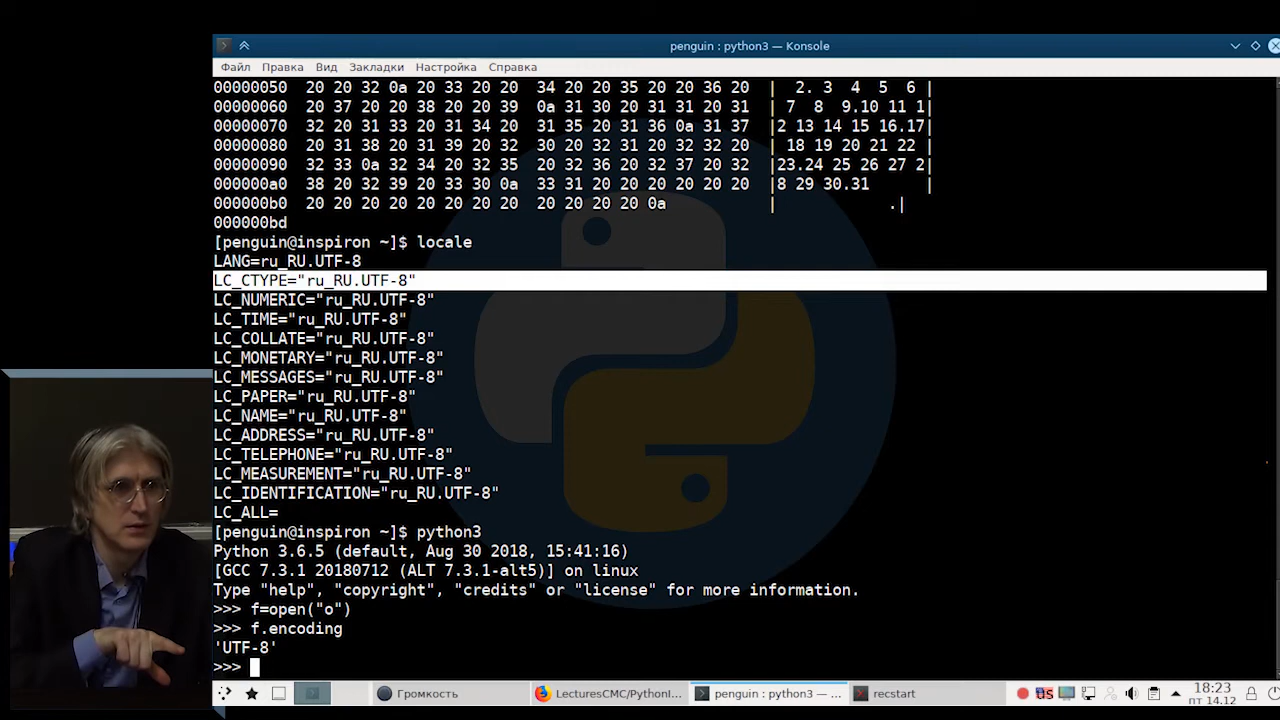 penguin : python3 — Konsole
Файл Правка Вид Закладки Настройка Справка
00000050  20 20 32 0a 20 33 20 20  34 20 20 35 20 20 36 20  |  2. 3  4  5  6 |
00000060  20 37 20 20 38 20 20 39  0a 31 30 20 31 31 20 31  | 7  8  9.10 11 1|
00000070  32 20 31 33 20 31 34 20  31 35 20 31 36 0a 31 37  |2 13 14 15 16.17|
00000080  20 31 38 20 31 39 20 32  30 20 32 31 20 32 32 20  | 18 19 20 21 22 |
00000090  32 33 0a 32 34 20 32 35  20 32 36 20 32 37 20 32  |23.24 25 26 27 2|
000000a0  38 20 32 39 20 33 30 0a  33 31 20 20 20 20 20 20  |8 29 30.31      |
000000b0  20 20 20 20 20 20 20 20  20 20 20 20 0a           |            .|
000000bd
[penguin@inspiron ~]$ locale
LANG=ru_RU.UTF-8
LC_CTYPE="ru_RU.UTF-8"
LC_NUMERIC="ru_RU.UTF-8"
LC_TIME="ru_RU.UTF-8"
LC_COLLATE="ru_RU.UTF-8"
LC_MONETARY="ru_RU.UTF-8"
LC_MESSAGES="ru_RU.UTF-8"
LC_PAPER="ru_RU.UTF-8"
LC_NAME="ru_RU.UTF-8"
LC_ADDRESS="ru_RU.UTF-8"
LC_TELEPHONE="ru_RU.UTF-8"
LC_MEASUREMENT="ru_RU.UTF-8"
LC_IDENTIFICATION="ru_RU.UTF-8"
LC_ALL=
[penguin@inspiron ~]$ python3
Python 3.6.5 (default, Aug 30 2018, 15:41:16)
[GCC 7.3.1 20180712 (ALT 7.3.1-alt5)] on linux
Type "help", "copyright", "credits" or "license" for more information.
>>> f=open("o")
>>> f.encoding
'UTF-8'
>>>
Громкость LecturesCMC/PythonI... penguin : python3 — ... recstart us 18:23
пт 14.12